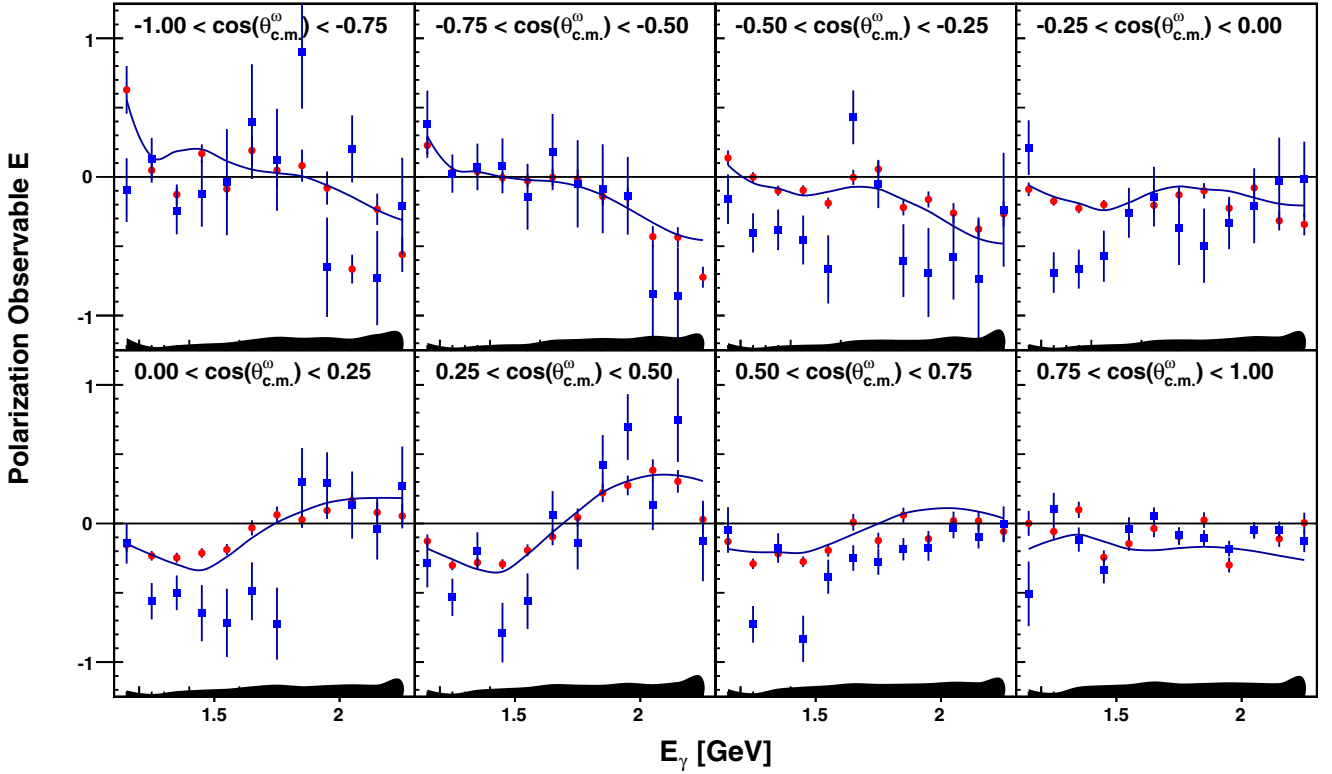 Polarization Observable E
-1.00 < cos(θ^ω_c.m.) < -0.75
-0.75 < cos(θ^ω_c.m.) < -0.50
-0.50 < cos(θ^ω_c.m.) < -0.25
-0.25 < cos(θ^ω_c.m.) < 0.00
1
0
-1
0.00 < cos(θ^ω_c.m.) < 0.25
0.25 < cos(θ^ω_c.m.) < 0.50
0.50 < cos(θ^ω_c.m.) < 0.75
0.75 < cos(θ^ω_c.m.) < 1.00
1
0
-1
1.5 2 1.5 2 1.5 2 1.5 2
E_γ [GeV]